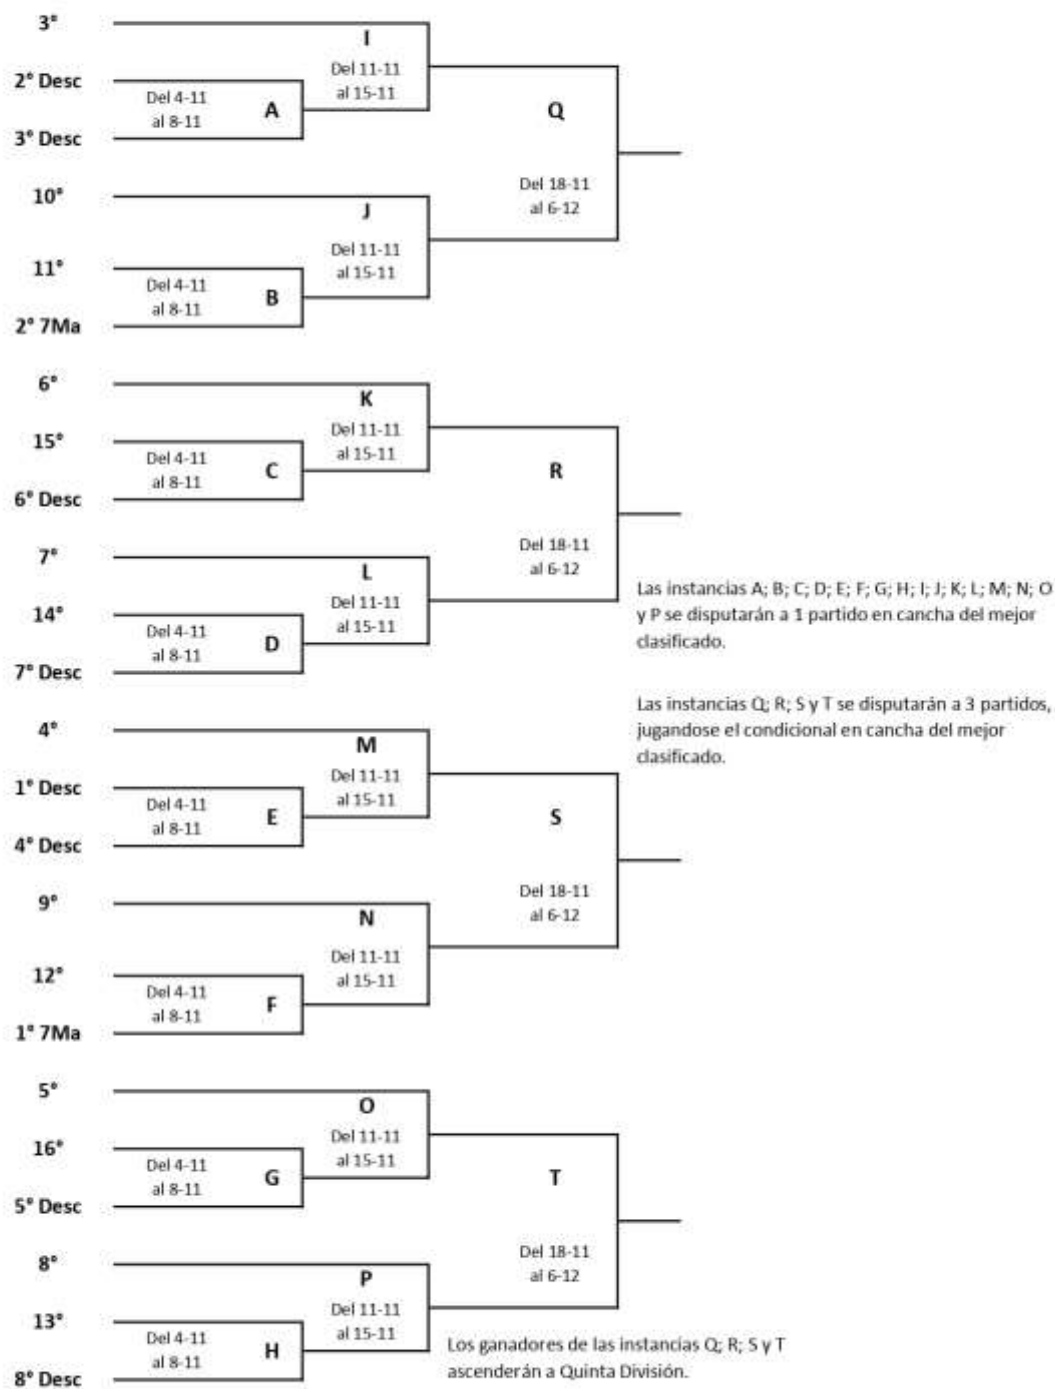 3°
I
Del 11-11
al 15-11
2° Desc
Del 4-11
al 8-11
A
3° Desc
Q
Del 18-11
al 6-12
10°
J
Del 11-11
al 15-11
11°
Del 4-11
al 8-11
B
2° 7Ma
6°
K
Del 11-11
al 15-11
15°
Del 4-11
al 8-11
C
6° Desc
R
Del 18-11
al 6-12
7°
L
Del 11-11
al 15-11
14°
Del 4-11
al 8-11
D
7° Desc
Las instancias A; B; C; D; E; F; G; H; I; J; K; L; M; N; O
y P se disputarán a 1 partido en cancha del mejor
clasificado.
Las instancias Q; R; S y T se disputarán a 3 partidos,
jugandose el condicional en cancha del mejor
clasificado.
4°
M
Del 11-11
al 15-11
1° Desc
Del 4-11
al 8-11
E
4° Desc
S
Del 18-11
al 6-12
9°
N
Del 11-11
al 15-11
12°
Del 4-11
al 8-11
F
1° 7Ma
5°
O
Del 11-11
al 15-11
16°
Del 4-11
al 8-11
G
5° Desc
T
Del 18-11
al 6-12
8°
P
Del 11-11
al 15-11
13°
Del 4-11
al 8-11
H
8° Desc
Los ganadores de las instancias Q; R; S y T
ascenderán a Quinta División.